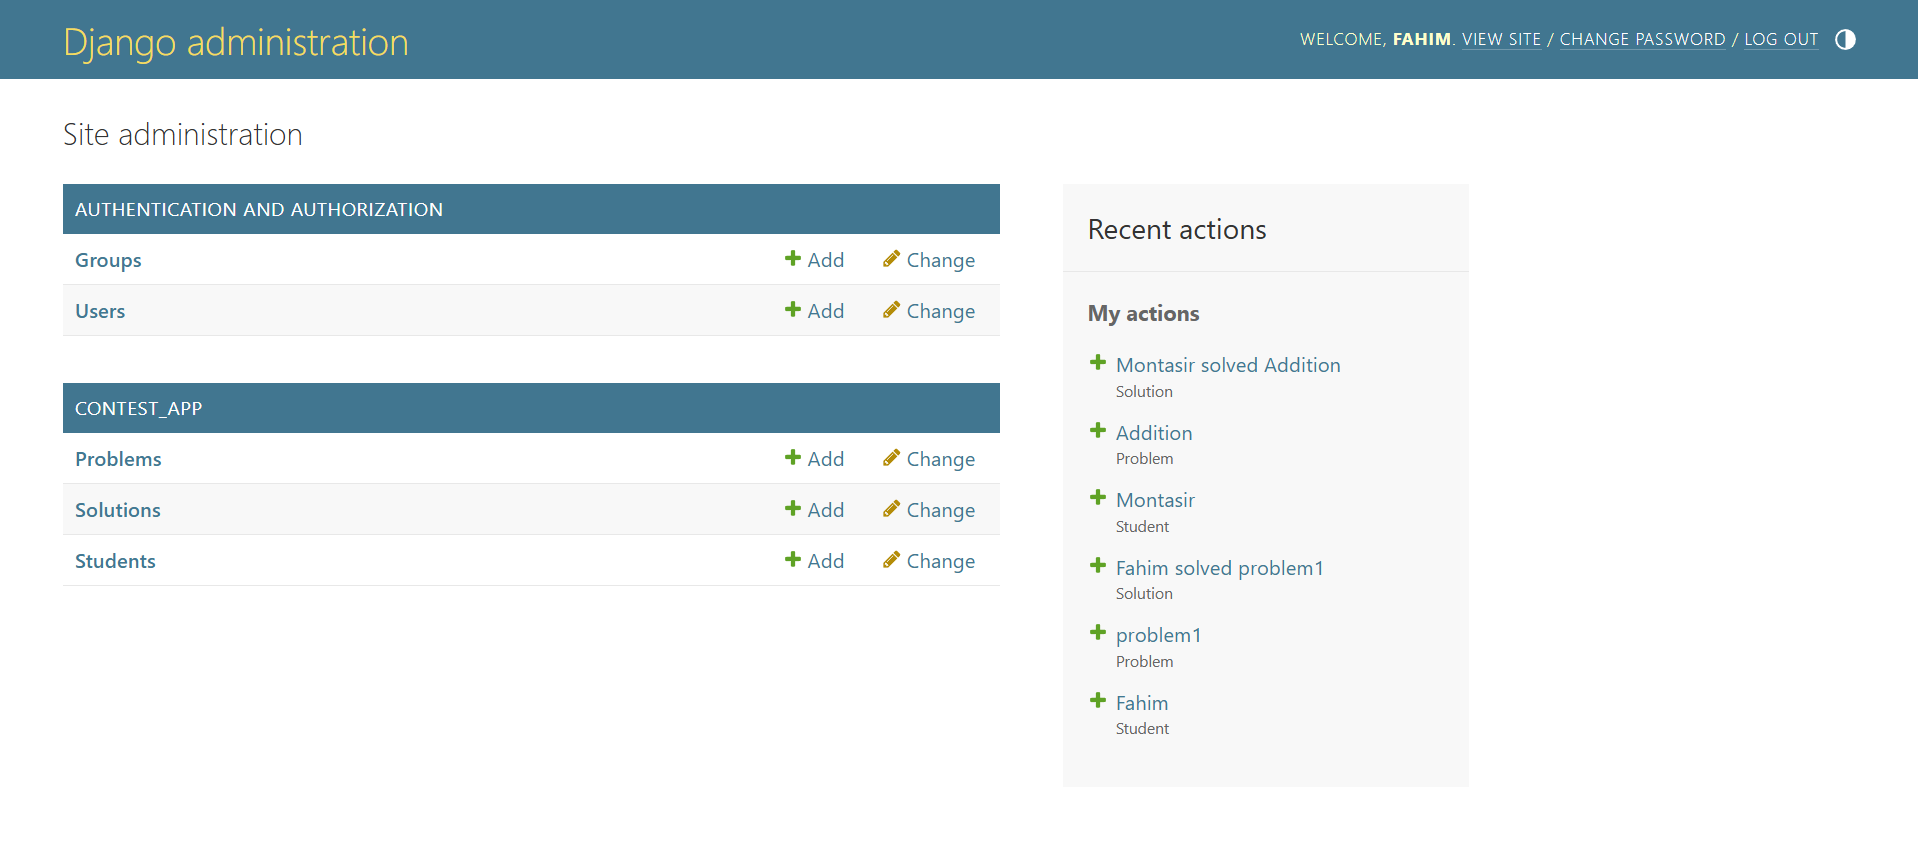 Django administration
WELCOME, FAHIM. VIEW SITE / CHANGE PASSWORD / LOG OUT
Site administration
AUTHENTICATION AND AUTHORIZATION
Groups Add Change
Users Add Change
CONTEST_APP
Problems Add Change
Solutions Add Change
Students Add Change
Recent actions
My actions
Montasir solved Addition
Solution
Addition
Problem
Montasir
Student
Fahim solved problem1
Solution
problem1
Problem
Fahim
Student